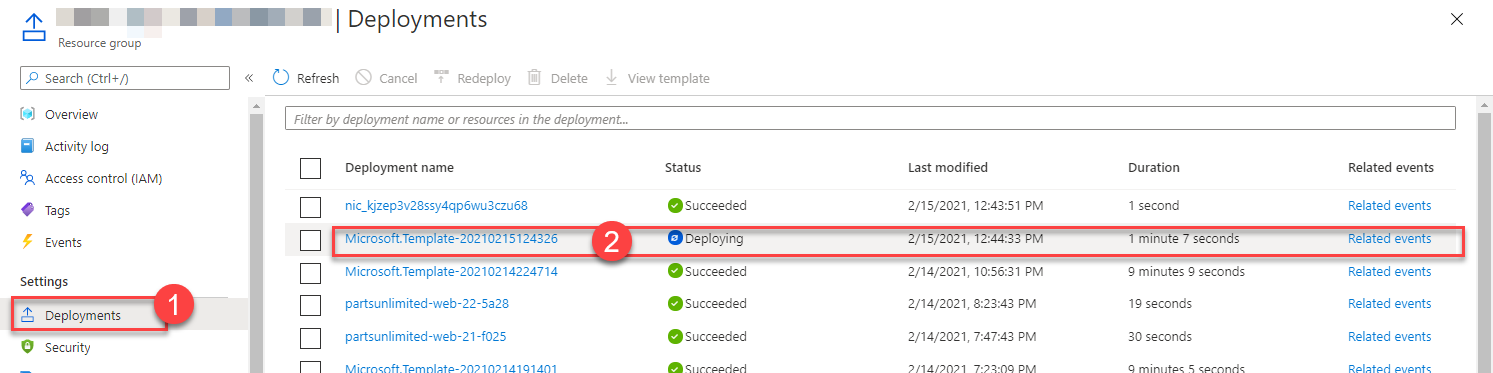 | Deployments
Resource group
Search (Ctrl+/)
«
Refresh Cancel Redeploy Delete View template
Overview
Activity log
Access control (IAM)
Tags
Events
Settings
Deployments 1
Security
Filter by deployment name or resources in the deployment...
Deployment name Status Last modified Duration Related events
nic_kjzep3v28ssy4qp6wu3czu68 Succeeded 2/15/2021, 12:43:51 PM 1 second Related events
Microsoft.Template-20210215124326 2 Deploying 2/15/2021, 12:44:33 PM 1 minute 7 seconds Related events
Microsoft.Template-20210214224714 Succeeded 2/14/2021, 10:56:31 PM 9 minutes 9 seconds Related events
partsunlimited-web-22-5a28 Succeeded 2/14/2021, 8:23:43 PM 19 seconds Related events
partsunlimited-web-21-f025 Succeeded 2/14/2021, 7:47:43 PM 30 seconds Related events
Microsoft.Template-20210214191401 Succeeded 2/14/2021, 7:23:09 PM 9 minutes 5 seconds Related events